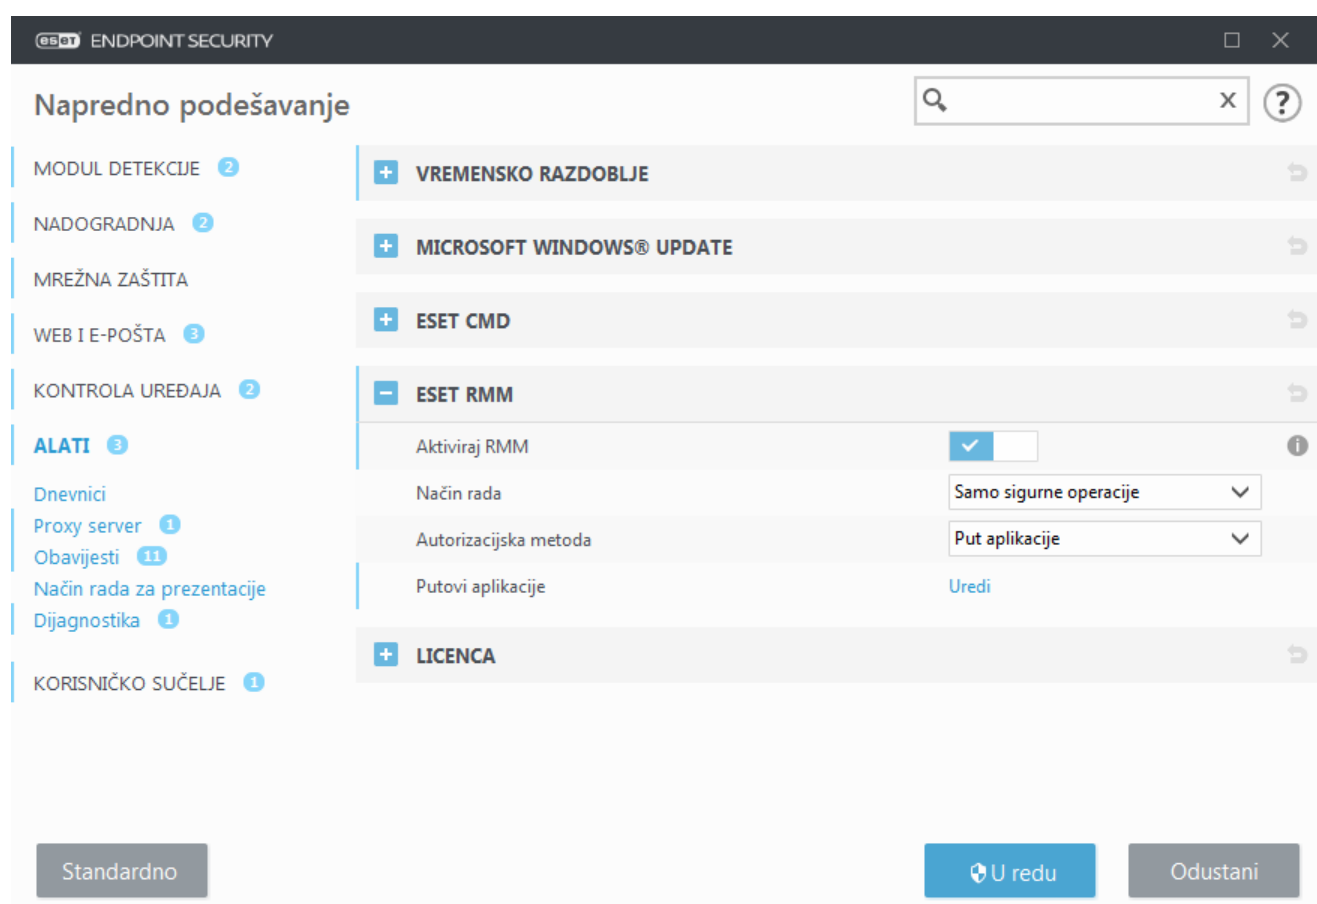 eset ENDPOINT SECURITY
Napredno podešavanje
x
?
MODUL DETEKCIJE 2
NADOGRADNJA 2
MREŽNA ZAŠTITA
WEB I E-POŠTA 3
KONTROLA UREĐAJA 2
ALATI 3
Dnevnici
Proxy server 1
Obavijesti 11
Način rada za prezentacije
Dijagnostika 1
KORISNIČKO SUČELJE 1
VREMENSKO RAZDOBLJE
MICROSOFT WINDOWS® UPDATE
ESET CMD
ESET RMM
Aktiviraj RMM
Način rada Samo sigurne operacije
Autorizacijska metoda Put aplikacije
Putovi aplikacije Uredi
LICENCA
Standardno
U redu
Odustani